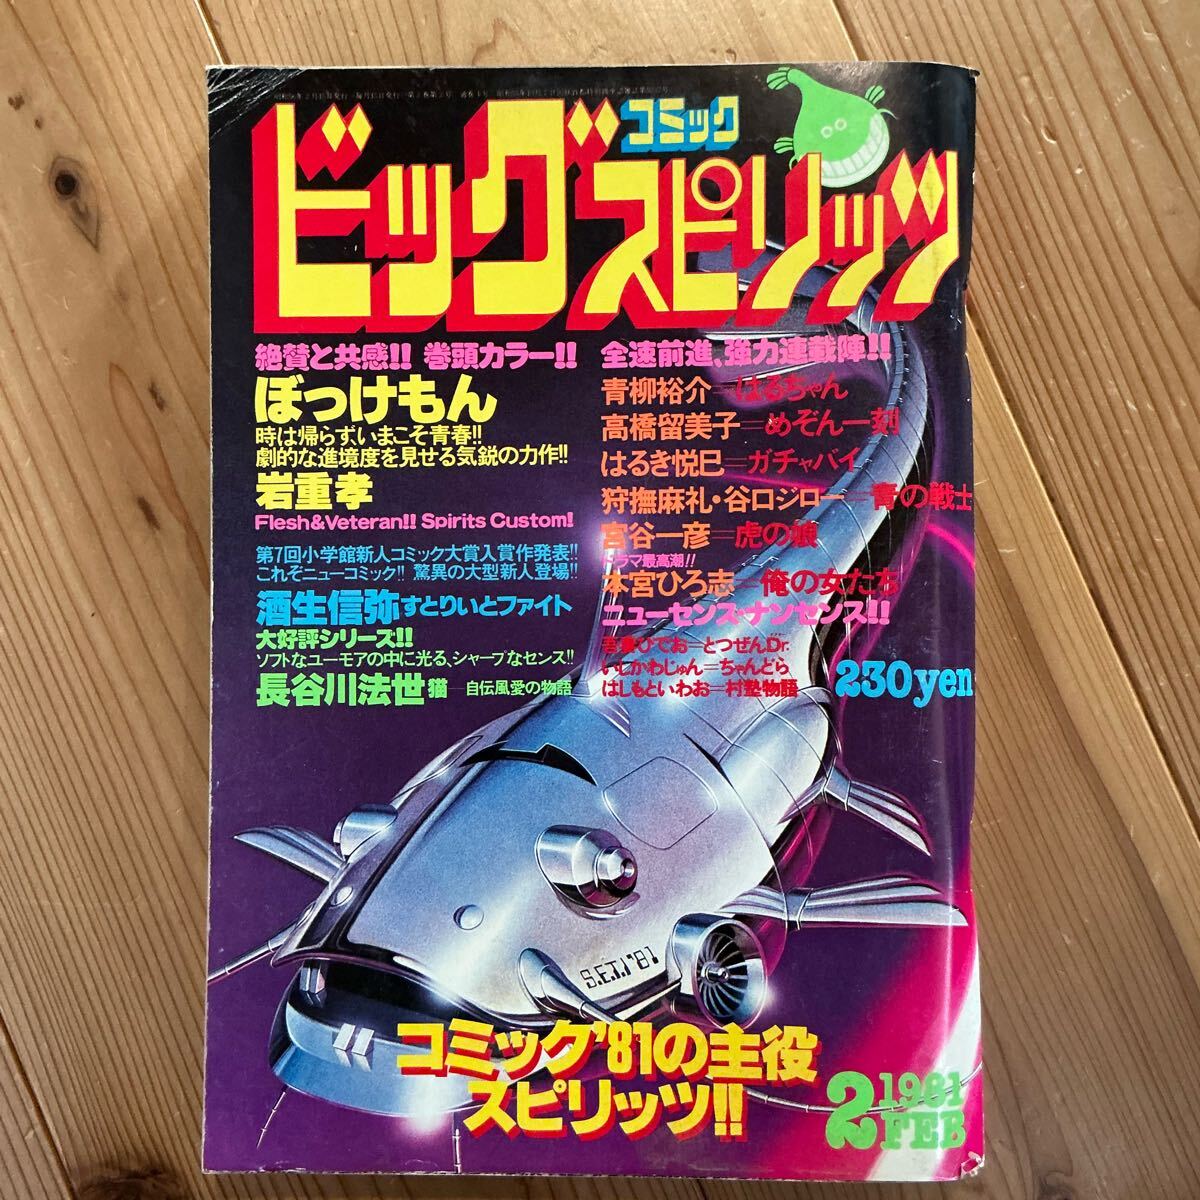 コミック
ビッグスピリッツ
絶賛と共感!! 巻頭カラー!!
ぼっけもん
時は帰らず、いまこそ青春!!
劇的な進境度を見せる気鋭の力作!!
岩重孝
Flesh&Veteran!! Spirits Custom!
第7回小学館新人コミック大賞入賞作発表!!
これぞニューコミック!! 驚異の大型新人登場!!
酒生信弥 すとりいとファイト
大好評シリーズ!!
ソフトなユーモアの中に光る、シャープなセンス!!
長谷川法世 猫―自伝風愛の物語
全速前進、強力連載陣!!
青柳裕介=はるちゃん
高橋留美子=めぞん一刻
はるき悦巳=ガチャバイ
狩撫麻礼・谷口ジロー=青の戦士
宮谷一彦=虎の娘
ドラマ最高潮!!
本宮ひろ志=俺の女たち
ニューセンス・ナンセンス!!
吾妻ひでお=とつぜんDr.
いしかわじゅん=ちゃんどら
はしもといわお=村塾物語
230yen
S.E.T.I '81
コミック'81の主役
スピリッツ!!
2 1981
FEB